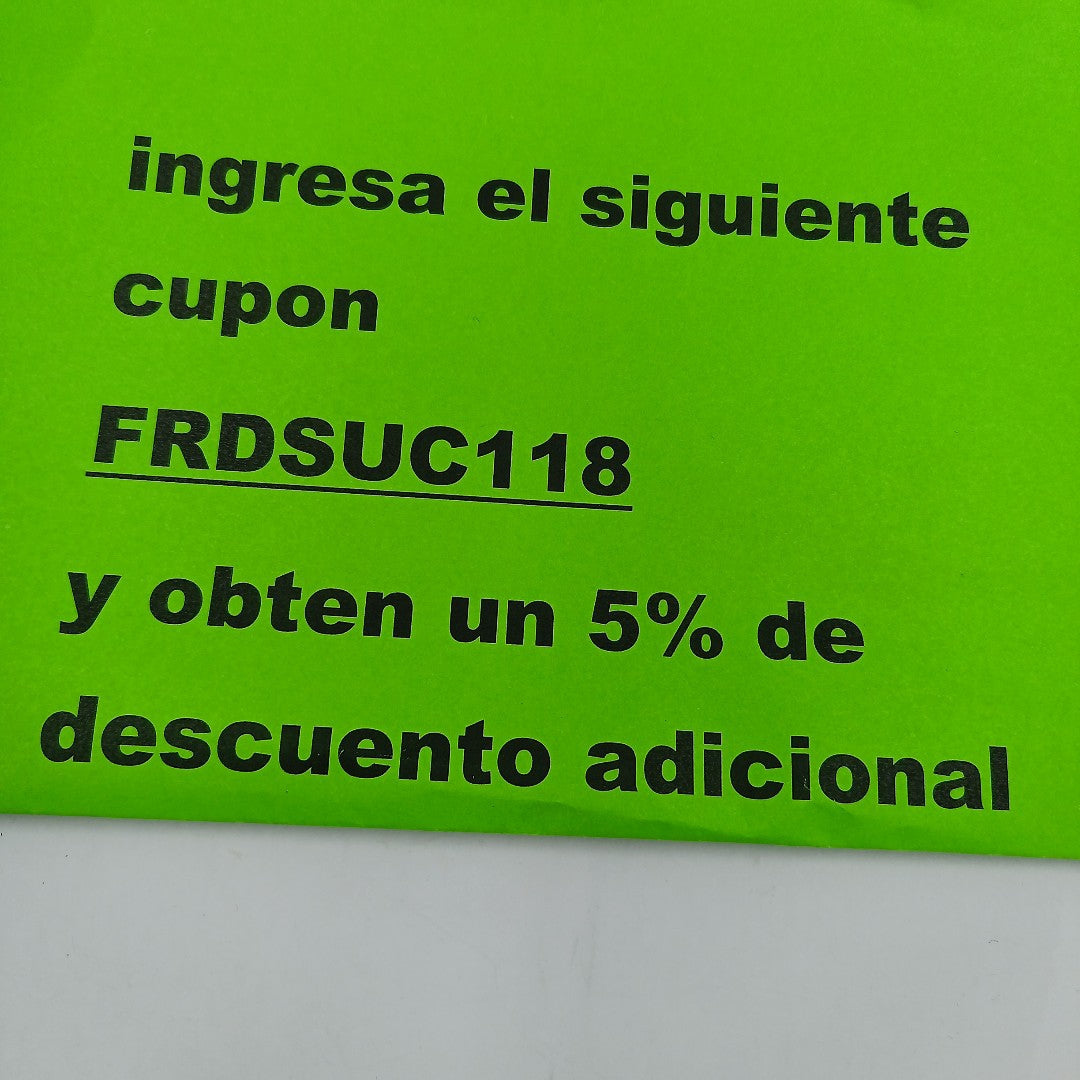 ingresa el siguiente
cupon
FRDSUC118
y obten un 5% de
descuento adicional